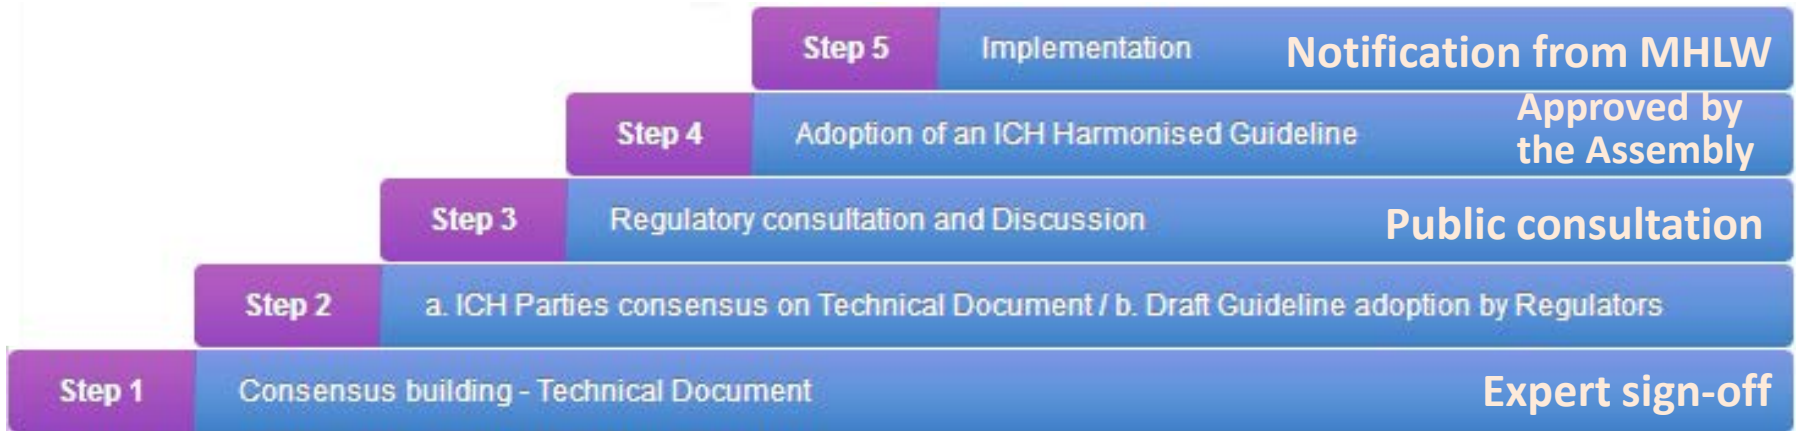 Step 5 Implementation Notification from MHLW
Step 4 Adoption of an ICH Harmonised Guideline Approved by
the Assembly
Step 3 Regulatory consultation and Discussion Public consultation
Step 2 a. ICH Parties consensus on Technical Document / b. Draft Guideline adoption by Regulators
Step 1 Consensus building - Technical Document Expert sign-off